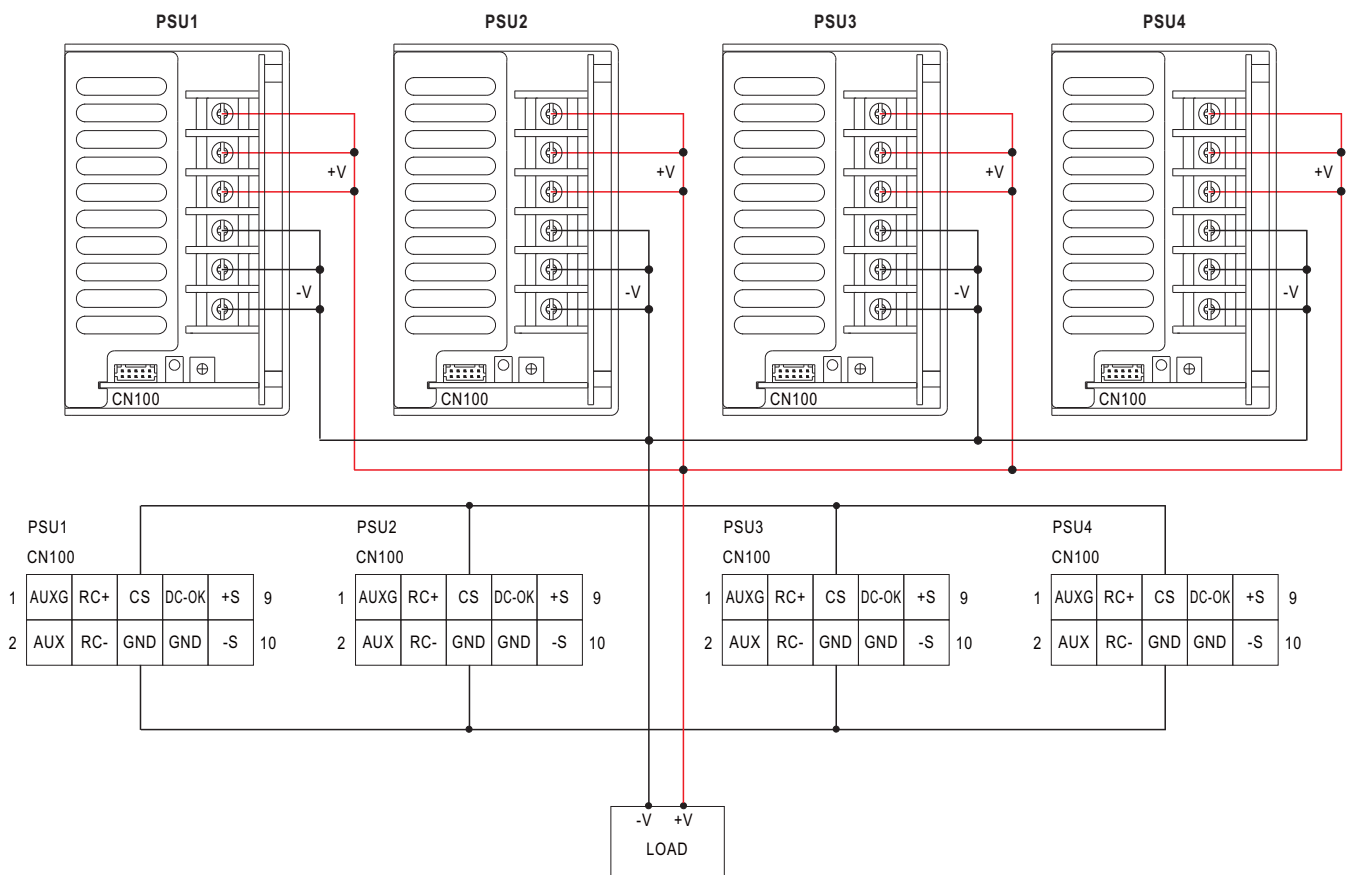 PSU1 PSU2 PSU3 PSU4
+V +V +V +V
-V -V -V -V
CN100 CN100 CN100 CN100
PSU1 PSU2 PSU3 PSU4
CN100 CN100 CN100 CN100
1 AUXG RC+ CS DC-OK +S 9 1 AUXG RC+ CS DC-OK +S 9 1 AUXG RC+ CS DC-OK +S 9 1 AUXG RC+ CS DC-OK +S 9
2 AUX RC- GND GND -S 10 2 AUX RC- GND GND -S 10 2 AUX RC- GND GND -S 10 2 AUX RC- GND GND -S 10
-V +V
LOAD